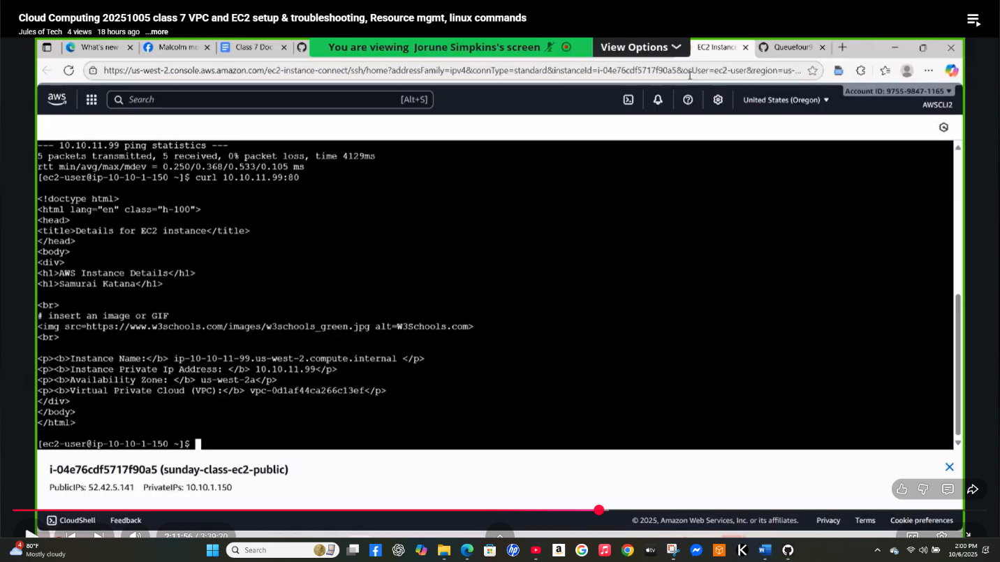 Cloud Computing 20251005 class 7 VPC and EC2 setup & troubleshooting, Resource mgmt, linux commands
Jules of Tech 4 views 18 hours ago ...more
What's new
Malcolm m
Class 7 Doc
You are viewing Jorune Simpkins's screen
View Options
EC2 Instanc
Queuefour9
https://us-west-2.console.aws.amazon.com/ec2-instance-connect/ssh/home?addressFamily=ipv4&connType=standard&instanceId=i-04e76cdf5717f90a5&osUser=ec2-user&region=us-...
aws
Search
[Alt+S]
United States (Oregon)
Account ID: 9755-9847-1165
AWSCLI2
--- 10.10.11.99 ping statistics ---
5 packets transmitted, 5 received, 0% packet loss, time 4129ms
rtt min/avg/max/mdev = 0.250/0.368/0.533/0.105 ms
[ec2-user@ip-10-10-1-150 ~]$ curl 10.10.11.99:80
<!doctype html>
<html lang="en" class="h-100">
<head>
<title>Details for EC2 instance</title>
</head>
<body>
<div>
<h1>AWS Instance Details</h1>
<h1>Samurai Katana</h1>
<br>
# insert an image or GIF
<img src=https://www.w3schools.com/images/w3schools_green.jpg alt=W3Schools.com>
<br>
<p><b>Instance Name:</b> ip-10-10-11-99.us-west-2.compute.internal </p>
<p><b>Instance Private Ip Address: </b> 10.10.11.99</p>
<p><b>Availability Zone: </b> us-west-2a</p>
<p><b>Virtual Private Cloud (VPC):</b> vpc-0d1af44ca266c13ef</p>
</div>
</body>
</html>
[ec2-user@ip-10-10-1-150 ~]$
i-04e76cdf5717f90a5 (sunday-class-ec2-public)
PublicIPs: 52.42.5.141 PrivateIPs: 10.10.1.150
CloudShell
Feedback
© 2025, Amazon Web Services, Inc. or its affiliates.
Privacy
Terms
Cookie preferences
2:11:56 / 3:39:20
4
80°F
Mostly cloudy
Search
2:00 PM
10/6/2025